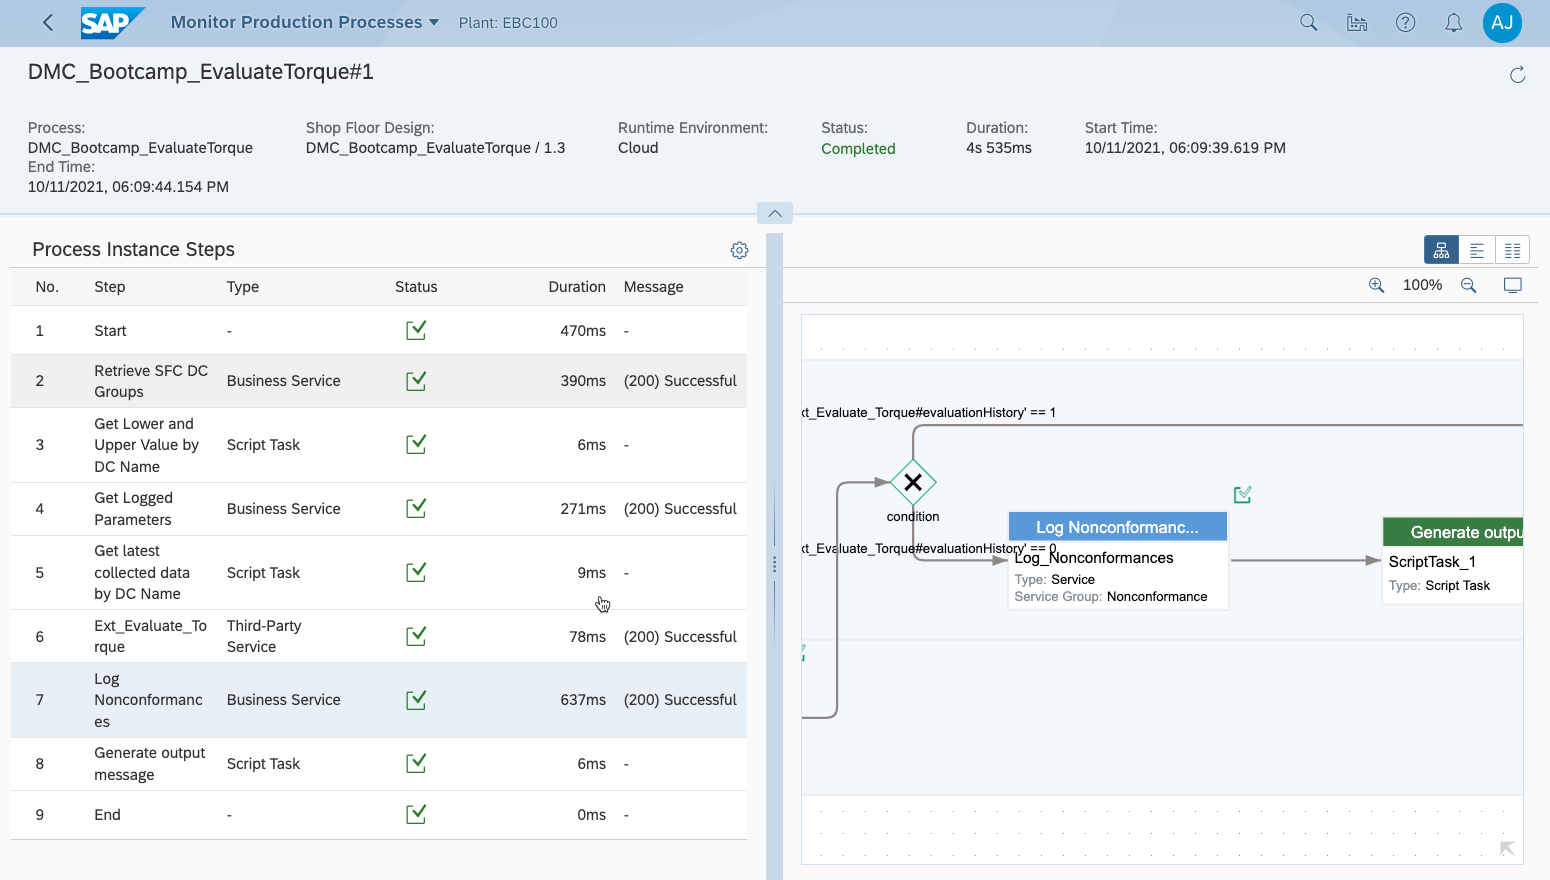 SAP
Monitor Production Processes
Plant: EBC100
AJ
DMC_Bootcamp_EvaluateTorque#1
Process:
DMC_Bootcamp_EvaluateTorque
Shop Floor Design:
DMC_Bootcamp_EvaluateTorque / 1.3
Runtime Environment:
Cloud
Status:
Completed
Duration:
4s 535ms
Start Time:
10/11/2021, 06:09:39.619 PM
End Time:
10/11/2021, 06:09:44.154 PM
Process Instance Steps
No. Step Type Status Duration Message
1 Start - 470ms -
2 Retrieve SFC DC
Groups Business Service 390ms (200) Successful
3 Get Lower and
Upper Value by
DC Name Script Task 6ms -
4 Get Logged
Parameters Business Service 271ms (200) Successful
5 Get latest
collected data
by DC Name Script Task 9ms -
6 Ext_Evaluate_To
rque Third-Party
Service 78ms (200) Successful
7 Log
Nonconformanc
es Business Service 637ms (200) Successful
8 Generate output
message Script Task 6ms -
9 End - 0ms -
100%
xt_Evaluate_Torque#evaluationHistory' == 1
condition
xt_Evaluate_Torque#evaluationHistory' == 0
Log Nonconformanc...
Log_Nonconformances
Type: Service
Service Group: Nonconformance
Generate outpu
ScriptTask_1
Type: Script Task